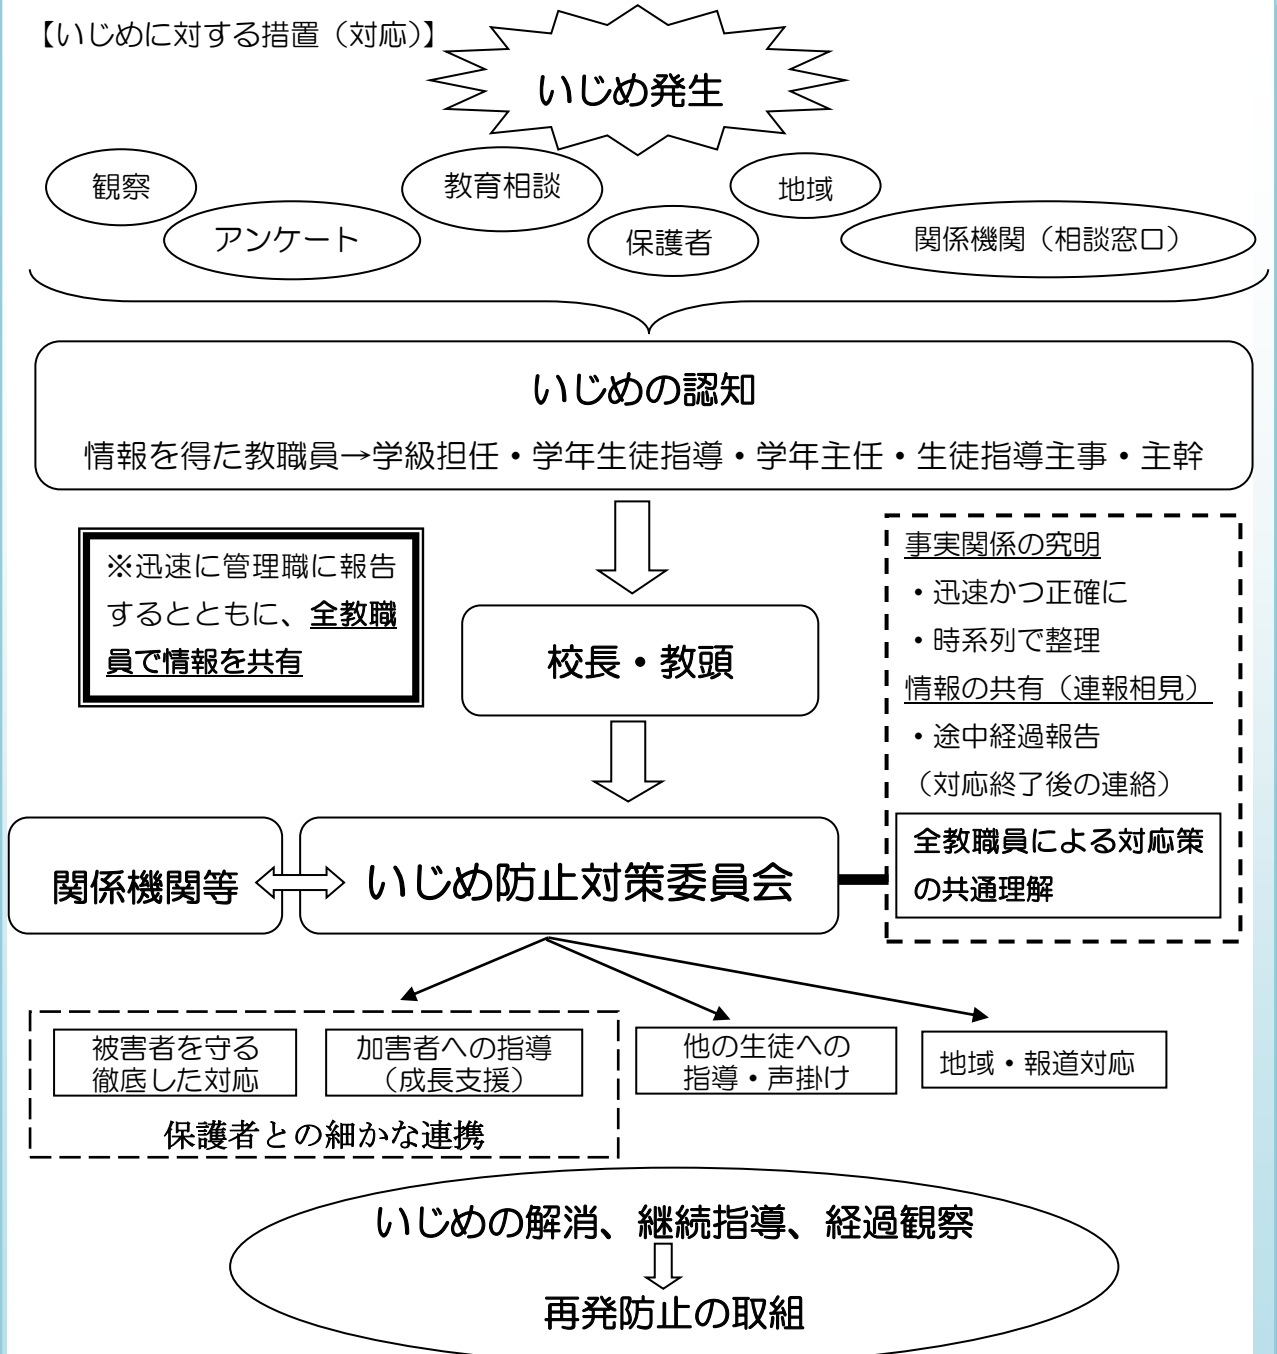 【いじめに対する措置（対応）】
いじめ発生
観察
教育相談
地域
アンケート
保護者
関係機関（相談窓口）
いじめの認知
情報を得た教職員→学級担任・学年生徒指導・学年主任・生徒指導主事・主幹
※迅速に管理職に報告
するとともに、全教職
員で情報を共有
校長・教頭
事実関係の究明
・迅速かつ正確に
・時系列で整理
情報の共有（連報相見）
・途中経過報告
（対応終了後の連絡）
全教職員による対応策
の共通理解
関係機関等
いじめ防止対策委員会
被害者を守る
徹底した対応
加害者への指導
（成長支援）
保護者との細かな連携
他の生徒への
指導・声掛け
地域・報道対応
いじめの解消、継続指導、経過観察
再発防止の取組